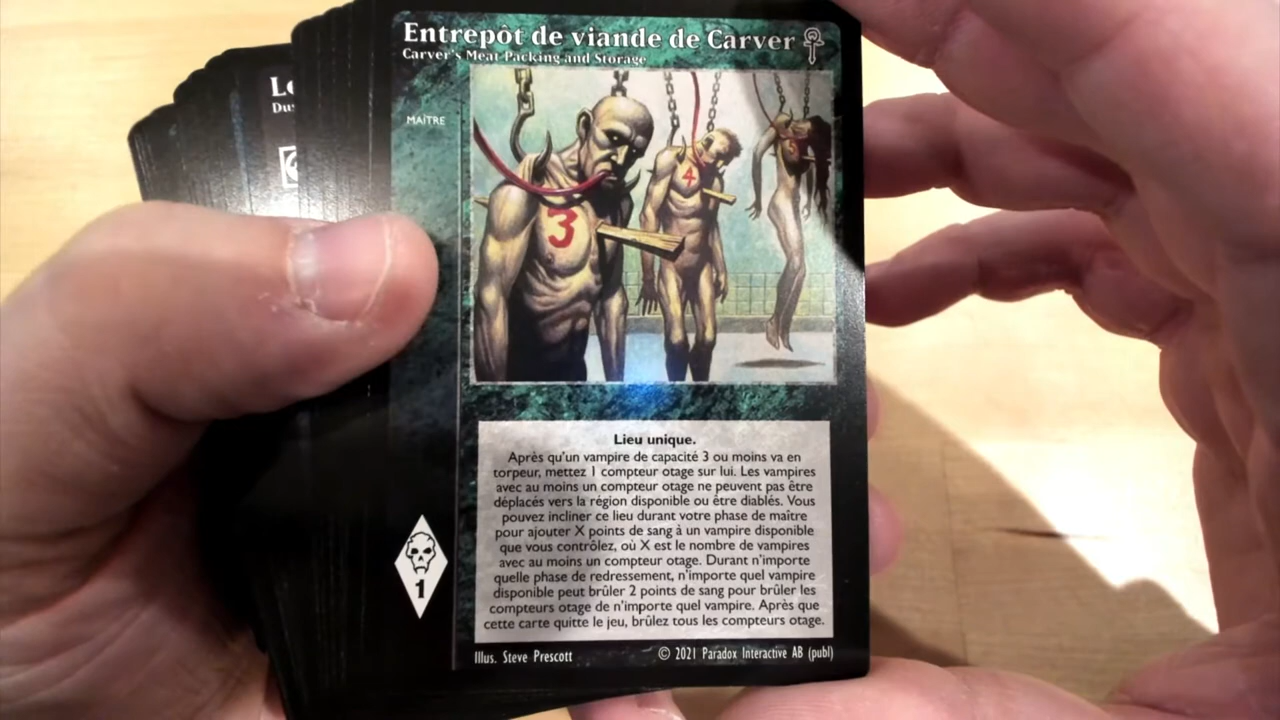 Entrepôt de viande de Carver
Carver's Meat Packing and Storage
MAÎTRE
3
4
5
Lieu unique.
Après qu'un vampire de capacité 3 ou moins va en
torpeur, mettez 1 compteur otage sur lui. Les vampires
avec au moins un compteur otage ne peuvent pas être
déplacés vers la région disponible ou être diablés. Vous
pouvez incliner ce lieu durant votre phase de maître
pour ajouter X points de sang à un vampire disponible
que vous contrôlez, où X est le nombre de vampires
avec au moins un compteur otage. Durant n'importe
quelle phase de redressement, n'importe quel vampire
disponible peut brûler 2 points de sang pour brûler les
compteurs otage de n'importe quel vampire. Après que
cette carte quitte le jeu, brûlez tous les compteurs otage.
1
Illus. Steve Prescott
© 2021 Paradox Interactive AB (publ)